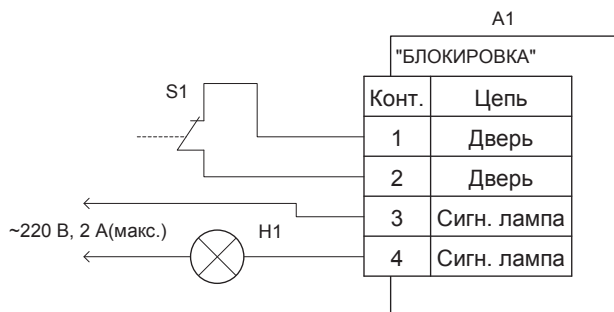 A1
"БЛОКИРОВКА"
S1
Конт. Цепь
1 Дверь
2 Дверь
3 Сигн. лампа
~220 В, 2 А(макс.) H1
4 Сигн. лампа